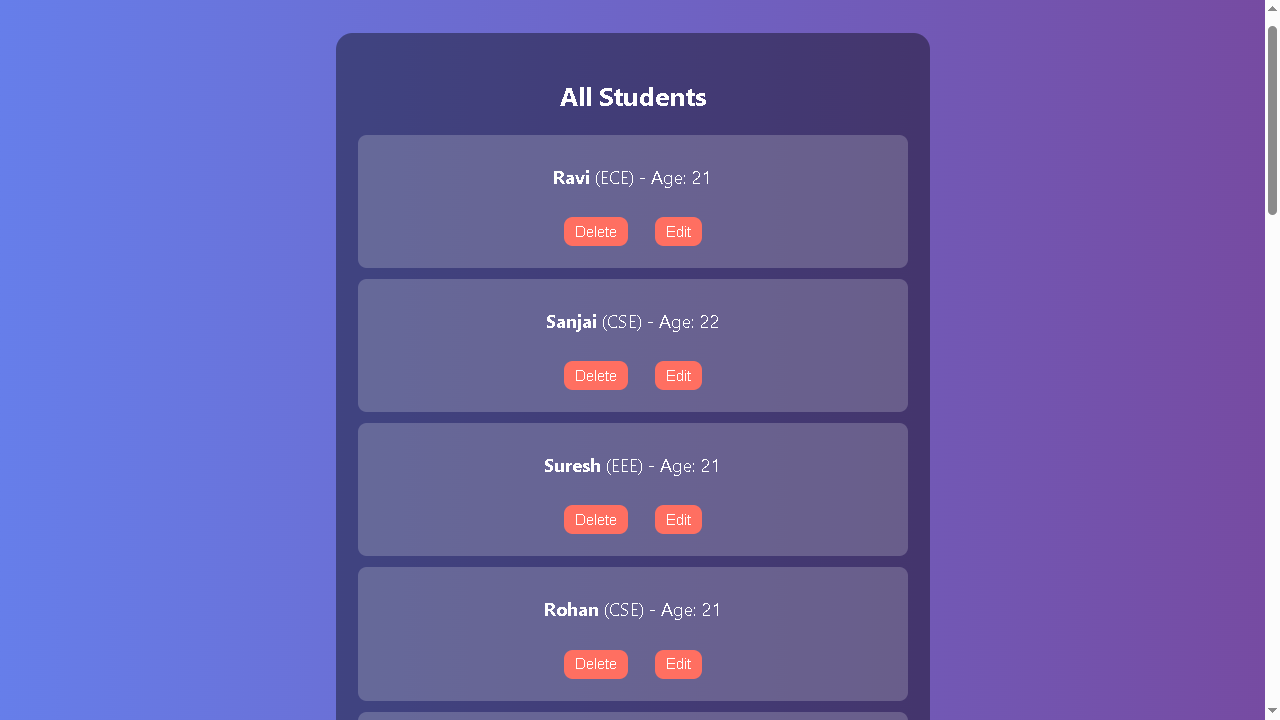 All Students
Ravi (ECE) - Age: 21
Delete Edit
Sanjai (CSE) - Age: 22
Delete Edit
Suresh (EEE) - Age: 21
Delete Edit
Rohan (CSE) - Age: 21
Delete Edit